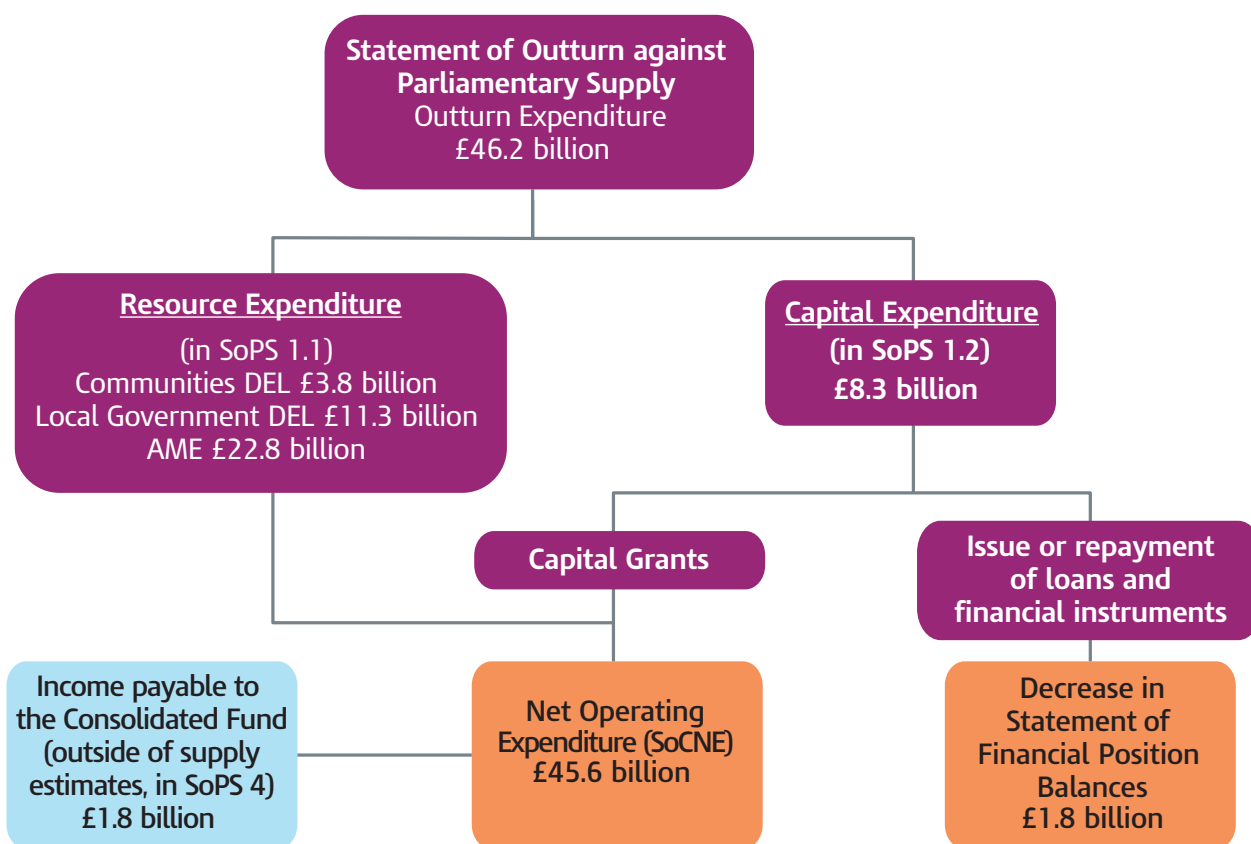 Statement of Outturn against
Parliamentary Supply
Outturn Expenditure
£46.2 billion
Resource Expenditure
(in SoPS 1.1)
Communities DEL £3.8 billion
Local Government DEL £11.3 billion
AME £22.8 billion
Capital Expenditure
(in SoPS 1.2)
£8.3 billion
Capital Grants
Issue or repayment
of loans and
financial instruments
Income payable to
the Consolidated Fund
(outside of supply
estimates, in SoPS 4)
£1.8 billion
Net Operating
Expenditure (SoCNE)
£45.6 billion
Decrease in
Statement of
Financial Position
Balances
£1.8 billion